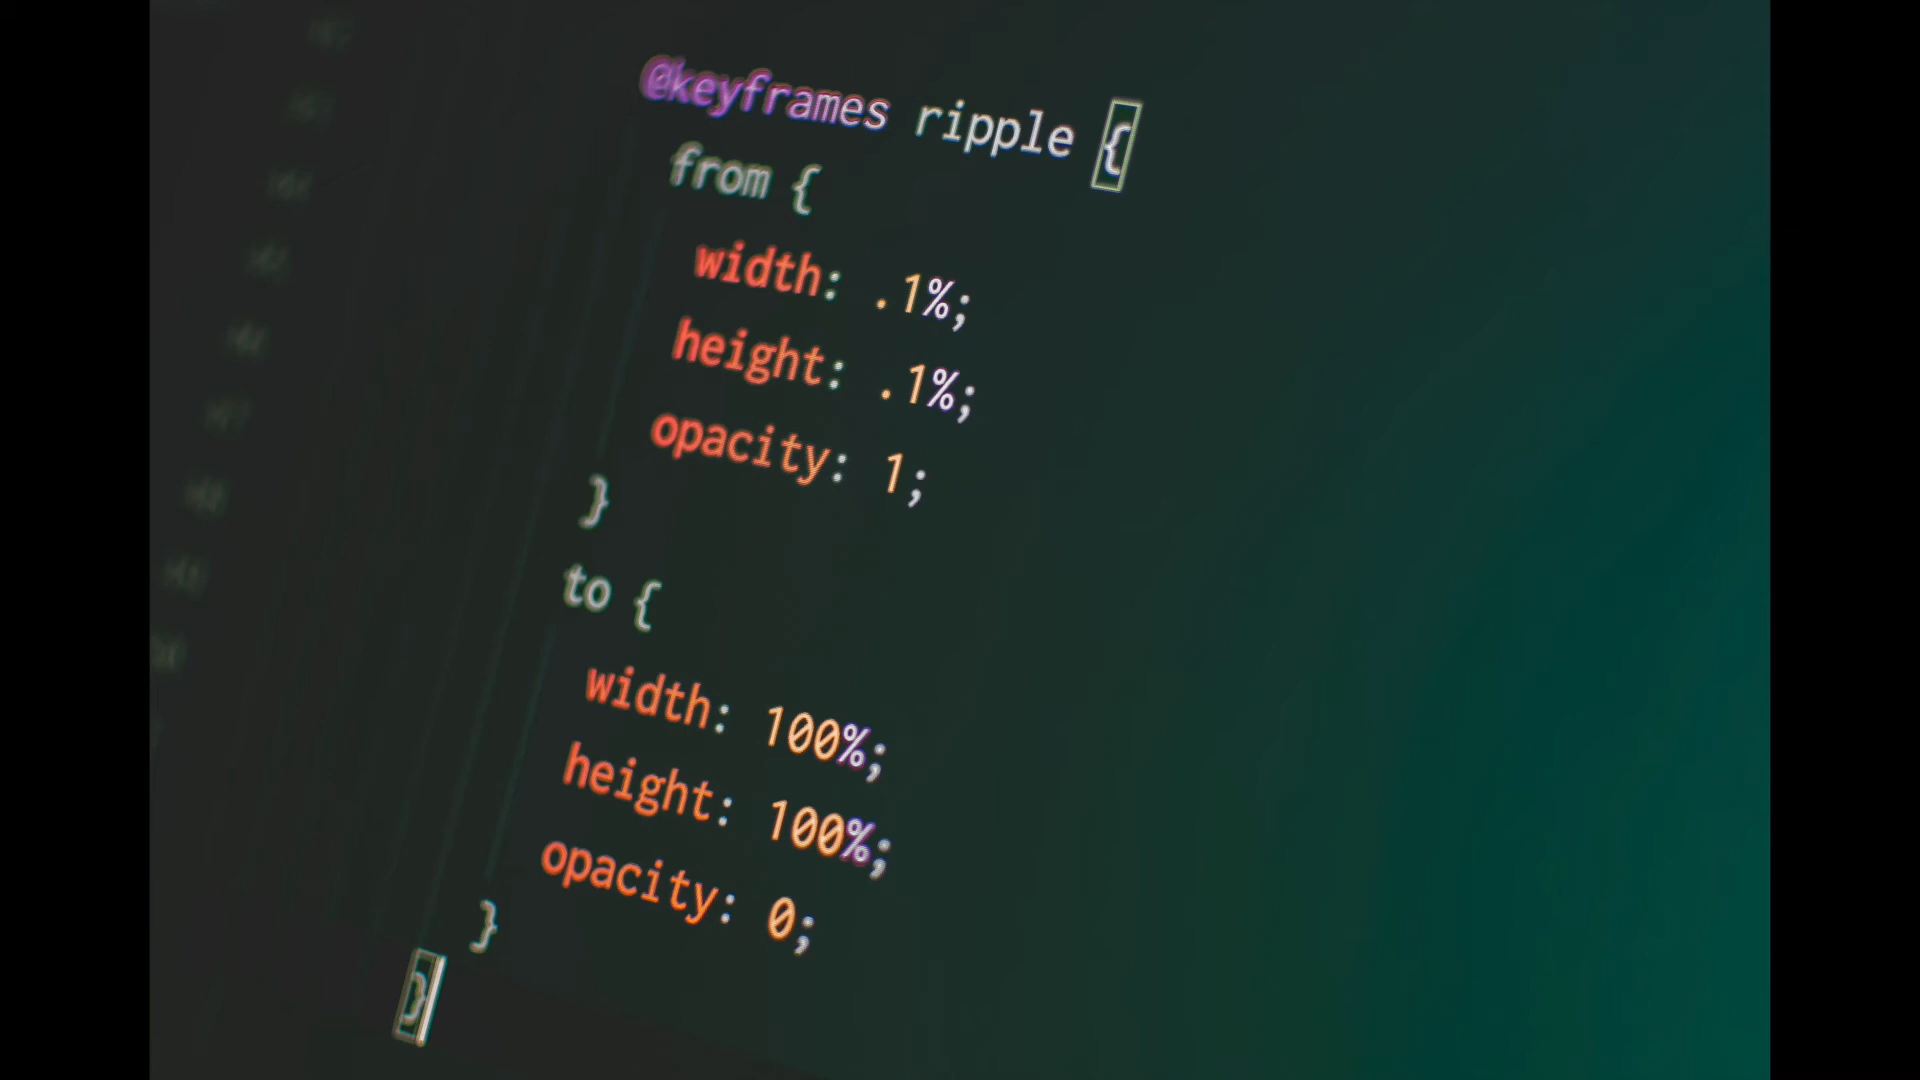 @keyframes ripple {
from {
width: .1%;
height: .1%;
opacity: 1;
}
to {
width: 100%;
height: 100%;
opacity: 0;
}
}